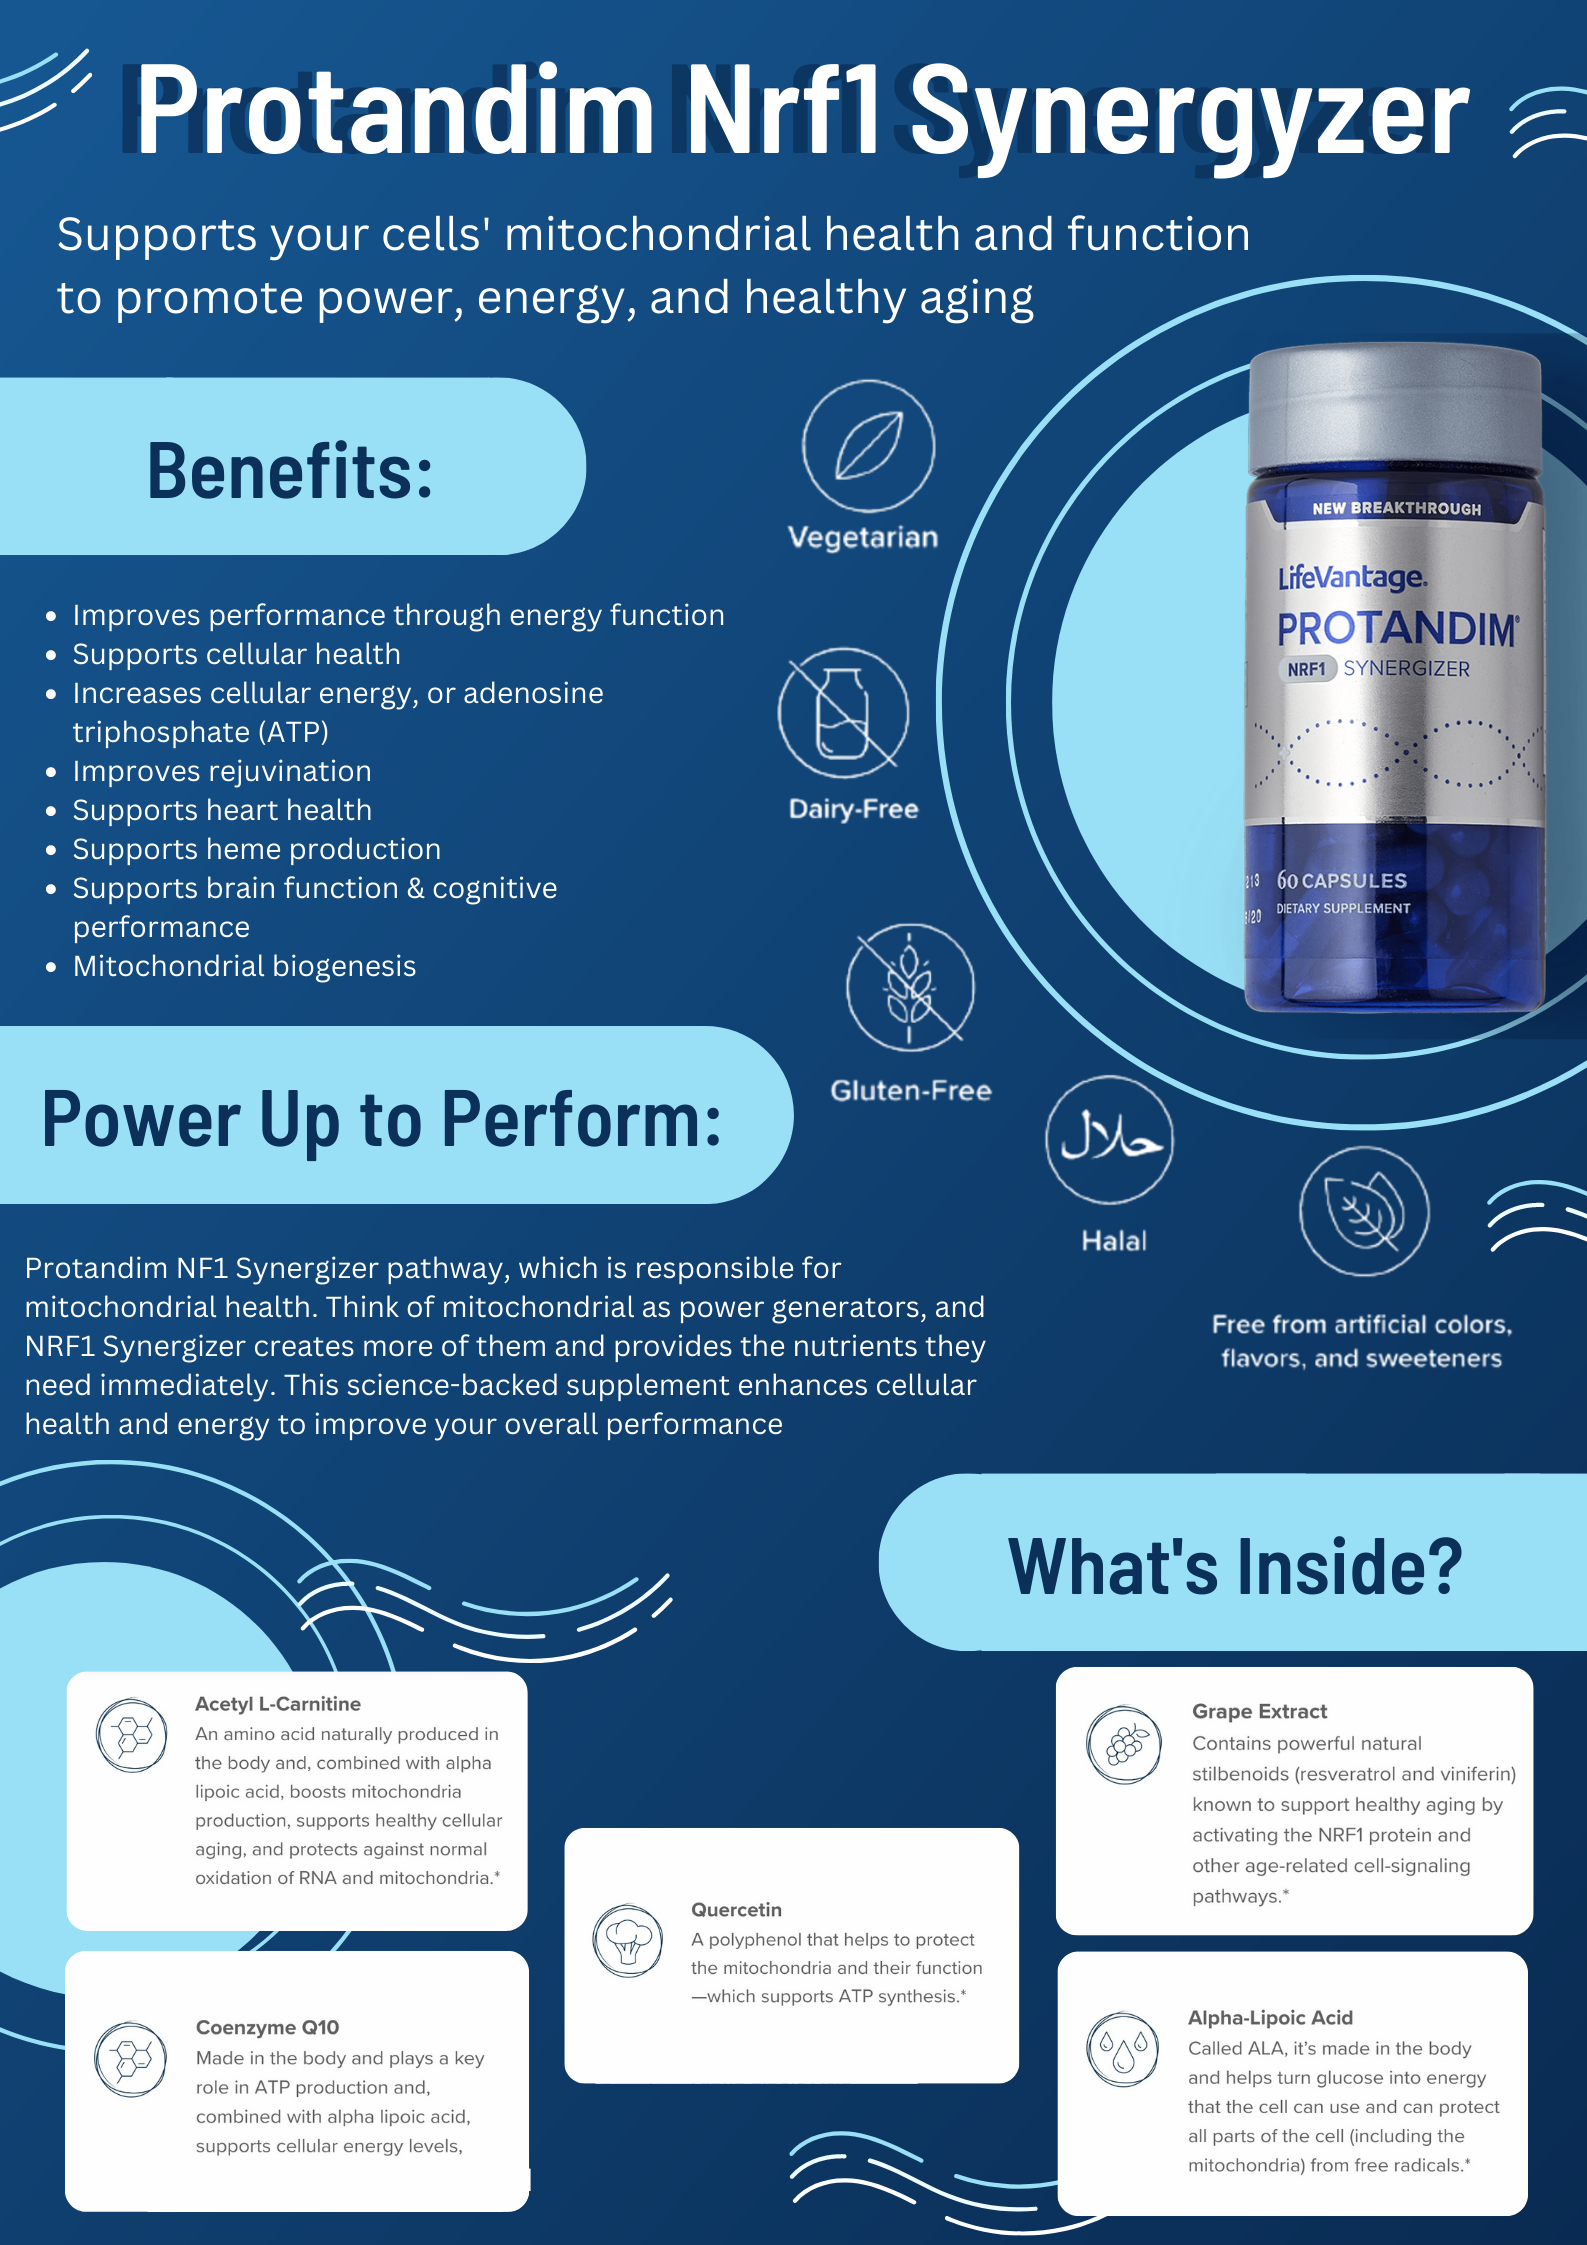 Protandim Nrf1 Synergyzer
Supports your cells' mitochondrial health and function
to promote power, energy, and healthy aging
Benefits:
Improves performance through energy function
Supports cellular health
Increases cellular energy, or adenosine
triphosphate (ATP)
Improves rejuvination
Supports heart health
Supports heme production
Supports brain function & cognitive
performance
Mitochondrial biogenesis
Vegetarian
Dairy-Free
Gluten-Free
حلال
Halal
Free from artificial colors,
flavors, and sweeteners
NEW BREAKTHROUGH
LifeVantage.
PROTANDIM®
NRF1 SYNERGIZER
213
60 CAPSULES
/20
DIETARY SUPPLEMENT
Power Up to Perform:
Protandim NF1 Synergizer pathway, which is responsible for
mitochondrial health. Think of mitochondrial as power generators, and
NRF1 Synergizer creates more of them and provides the nutrients they
need immediately. This science-backed supplement enhances cellular
health and energy to improve your overall performance
What's Inside?
Acetyl L-Carnitine
An amino acid naturally produced in
the body and, combined with alpha
lipoic acid, boosts mitochondria
production, supports healthy cellular
aging, and protects against normal
oxidation of RNA and mitochondria.*
Coenzyme Q10
Made in the body and plays a key
role in ATP production and,
combined with alpha lipoic acid,
supports cellular energy levels,
Quercetin
A polyphenol that helps to protect
the mitochondria and their function
—which supports ATP synthesis.*
Grape Extract
Contains powerful natural
stilbenoids (resveratrol and viniferin)
known to support healthy aging by
activating the NRF1 protein and
other age-related cell-signaling
pathways.*
Alpha-Lipoic Acid
Called ALA, it's made in the body
and helps turn glucose into energy
that the cell can use and can protect
all parts of the cell (including the
mitochondria) from free radicals.*